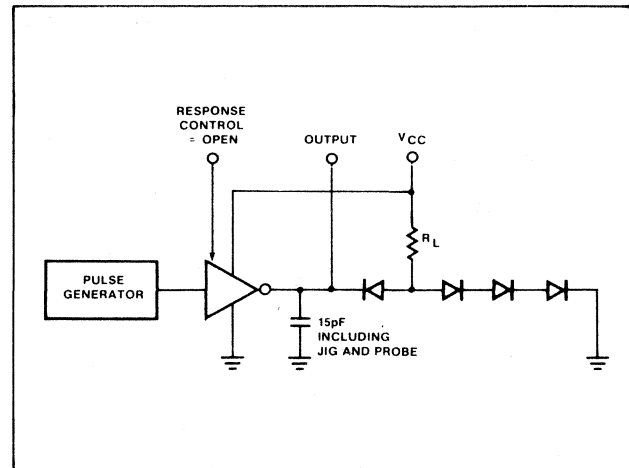 RESPONSE
CONTROL
= OPEN
OUTPUT
VCC
RL
PULSE
GENERATOR
15pF
INCLUDING
JIG AND PROBE